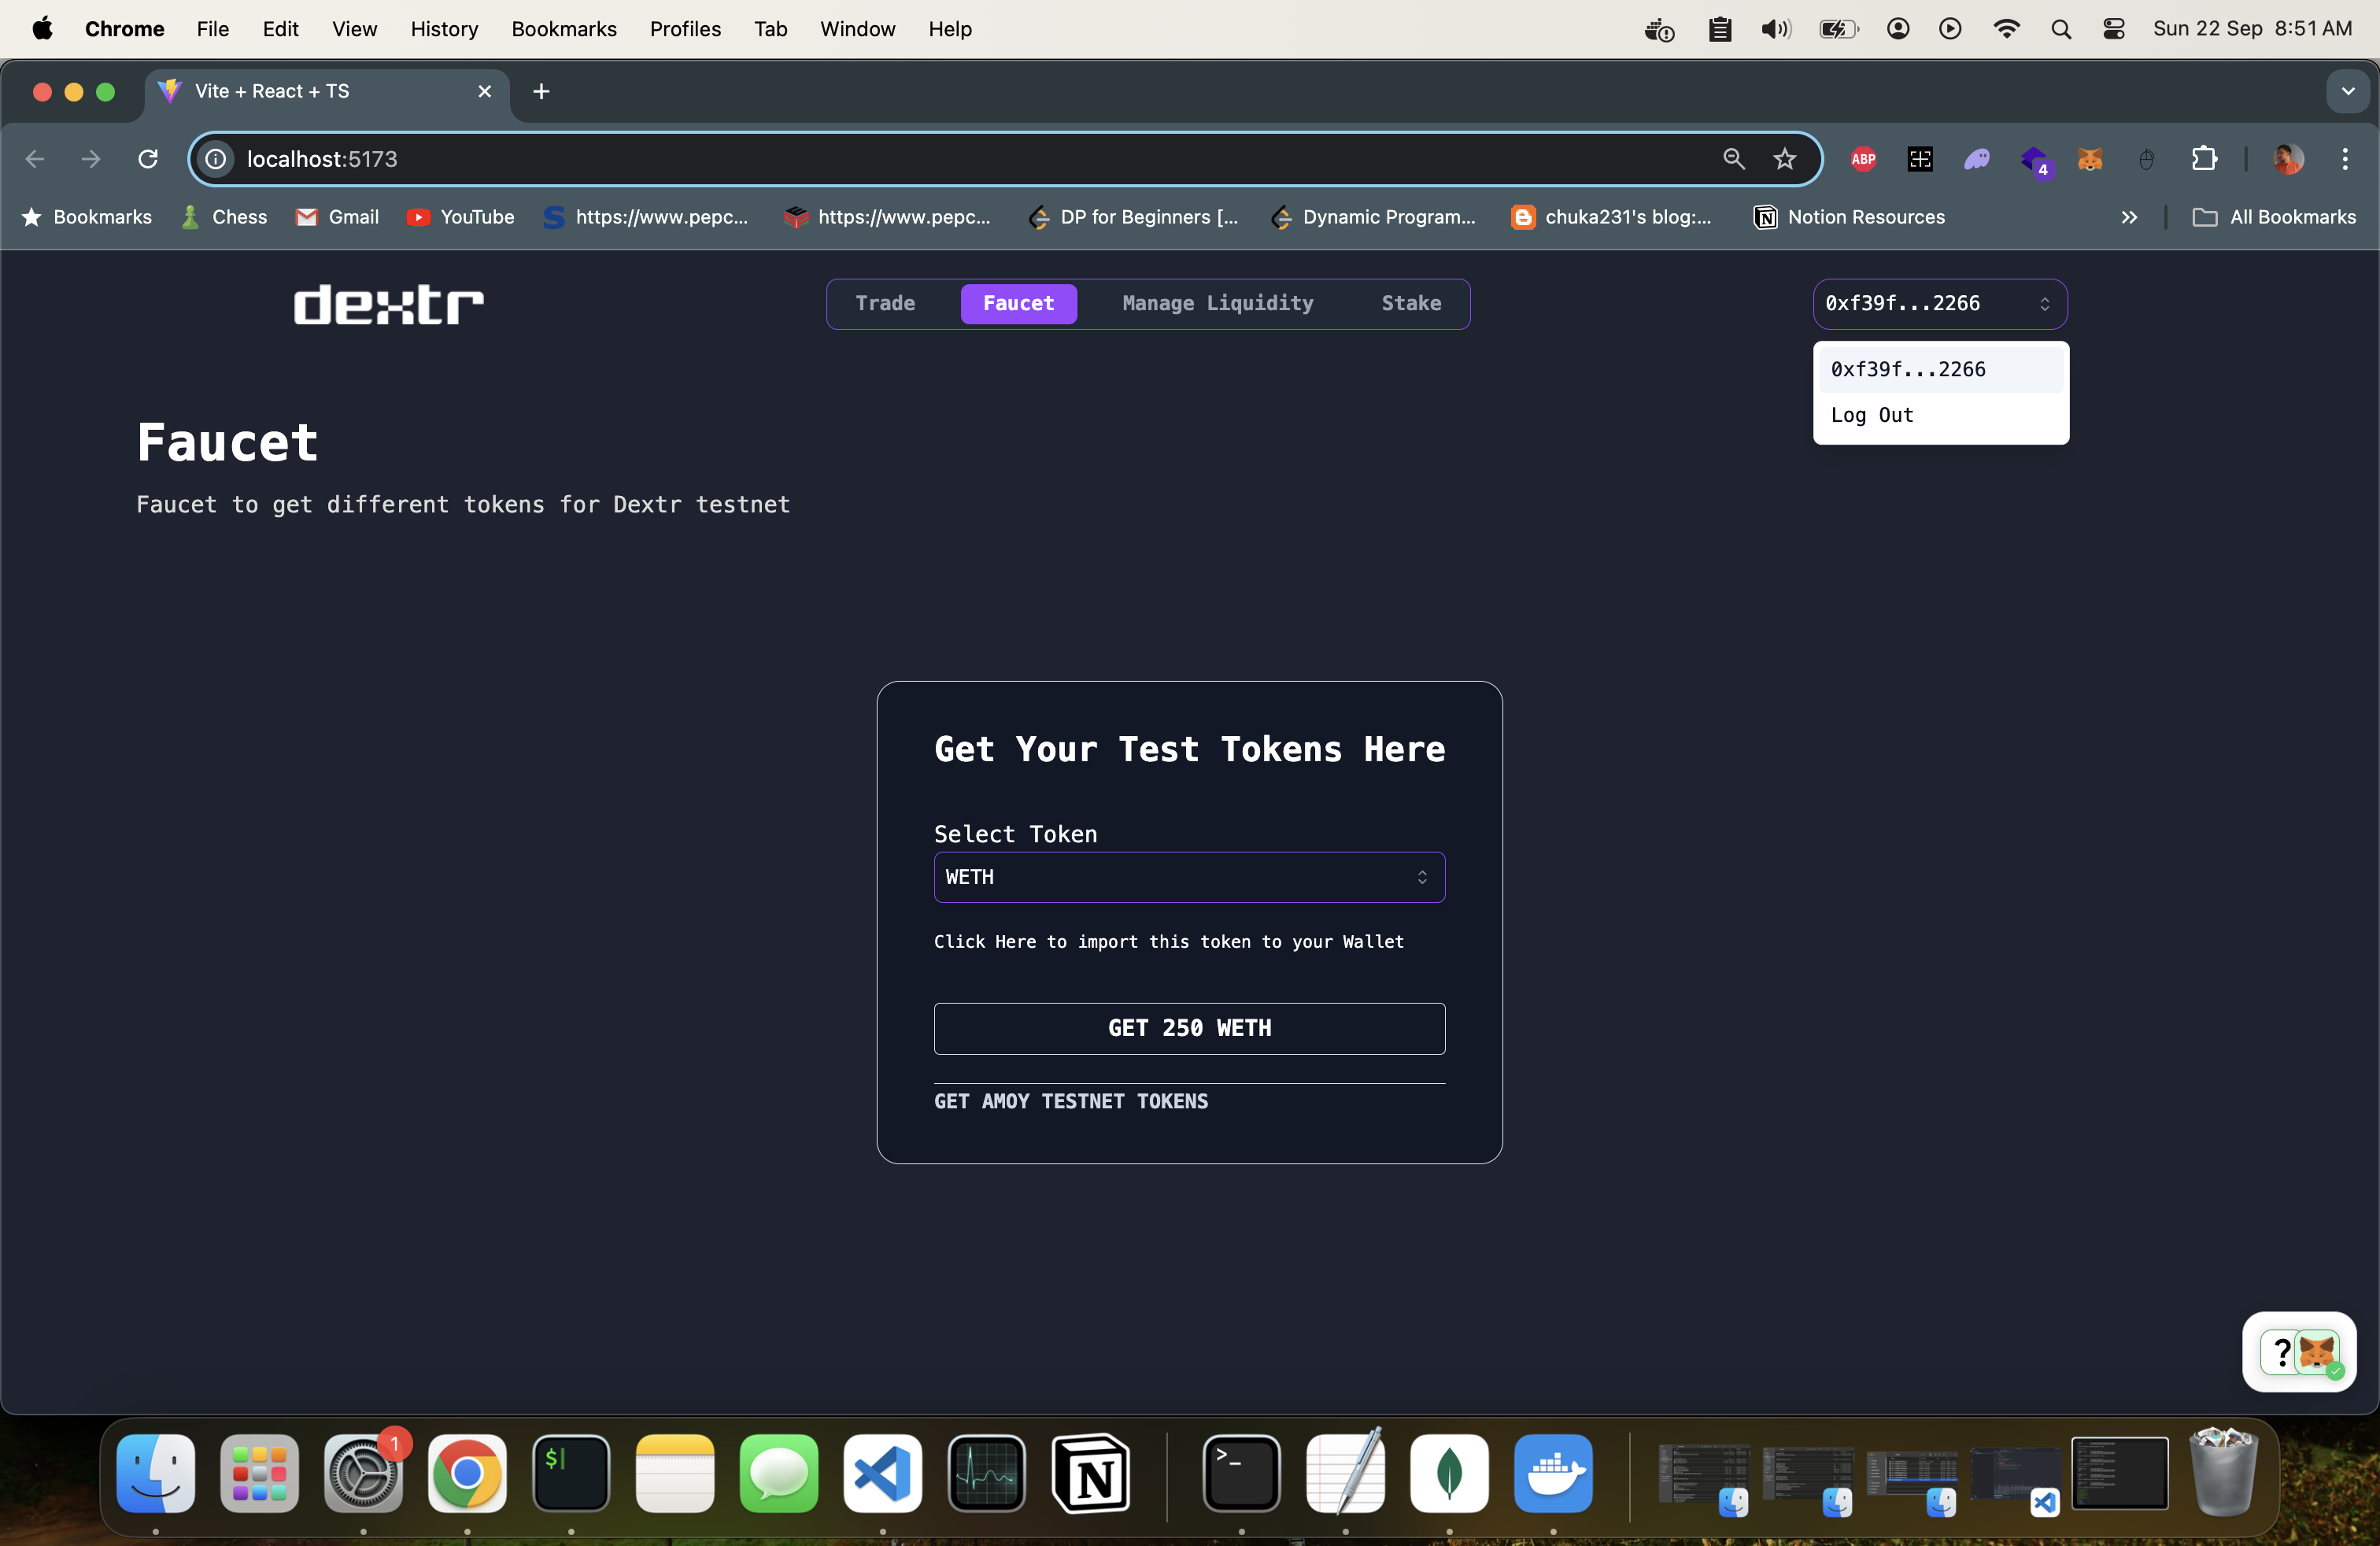 Chrome File Edit View History Bookmarks Profiles Tab Window Help Sun 22 Sep 8:51 AM
Vite + React + TS
localhost:5173
ABP
4
Bookmarks Chess Gmail YouTube https://www.pepc... https://www.pepc... DP for Beginners [... Dynamic Program... chuka231's blog:... Notion Resources All Bookmarks
dextr
Trade Faucet Manage Liquidity Stake
0xf39f...2266
0xf39f...2266
Log Out
Faucet
Faucet to get different tokens for Dextr testnet
Get Your Test Tokens Here
Select Token
WETH
Click Here to import this token to your Wallet
GET 250 WETH
GET AMOY TESTNET TOKENS
?
1